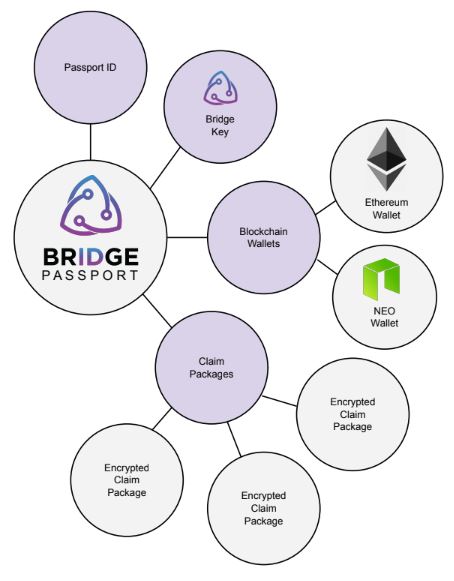 Passport ID
Bridge
Key
Ethereum
Wallet
Blockchain
Wallets
BRIDGE
PASSPORT
NEO
Wallet
Claim
Packages
Encrypted
Claim
Package
Encrypted
Claim
Package
Encrypted
Claim
Package